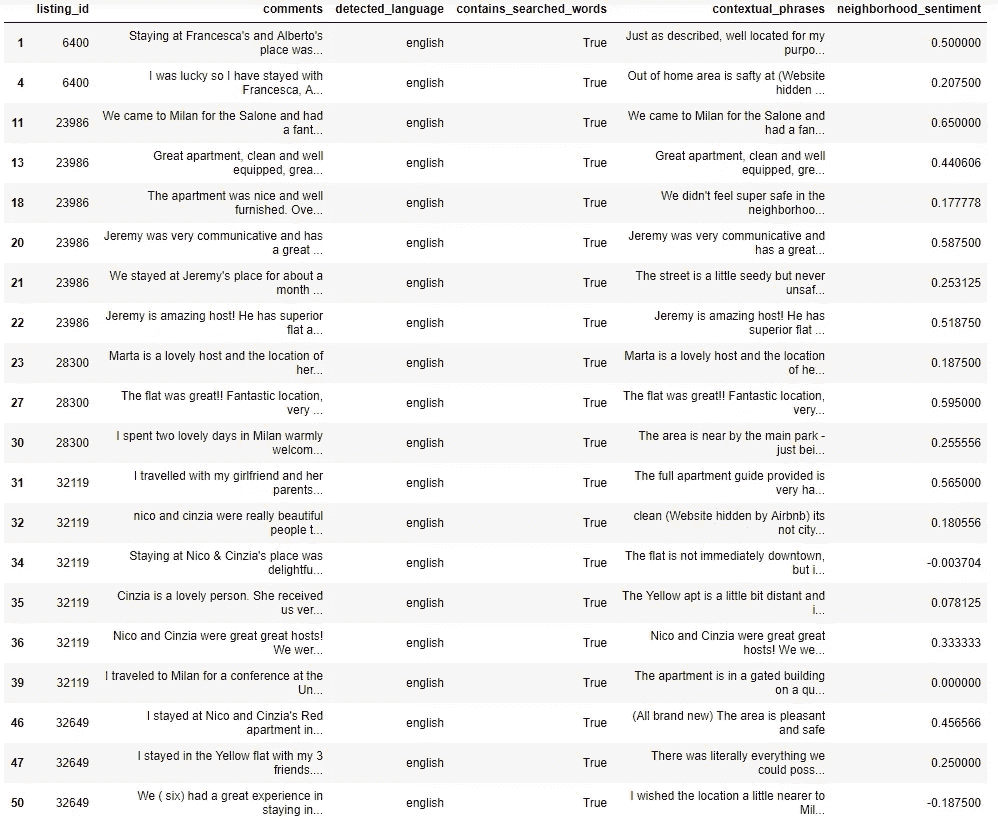 listing_id comments detected_language contains_searched_words contextual_phrases neighborhood_sentiment
1 6400 Staying at Francesca's and Alberto's place was... english True Just as described, well located for my purpo... 0.500000
4 6400 I was lucky so I have stayed with Francesca, A... english True Out of home area is safty at (Website hidden ... 0.207500
11 23986 We came to Milan for the Salone and had a fant... english True We came to Milan for the Salone and had a fan... 0.650000
13 23986 Great apartment, clean and well equipped, grea... english True Great apartment, clean and well equipped, gre... 0.440606
18 23986 The apartment was nice and well furnished. Ove... english True We didn't feel super safe in the neighborhoo... 0.177778
20 23986 Jeremy was very communicative and has a great ... english True Jeremy was very communicative and has a great... 0.587500
21 23986 We stayed at Jeremy's place for about a month ... english True The street is a little seedy but never unsaf... 0.253125
22 23986 Jeremy is amazing host! He has superior flat a... english True Jeremy is amazing host! He has superior flat ... 0.518750
23 28300 Marta is a lovely host and the location of her... english True Marta is a lovely host and the location of he... 0.187500
27 28300 The flat was great!! Fantastic location, very ... english True The flat was great!! Fantastic location, very... 0.595000
30 28300 I spent two lovely days in Milan warmly welcom... english True The area is near by the main park - just bei... 0.255556
31 32119 I travelled with my girlfriend and her parents... english True The full apartment guide provided is very ha... 0.565000
32 32119 nico and cinzia were really beautiful people t... english True clean (Website hidden by Airbnb) its not city... 0.180556
34 32119 Staying at Nico & Cinzia's place was delightfu... english True The flat is not immediately downtown, but i... -0.003704
35 32119 Cinzia is a lovely person. She received us ver... english True The Yellow apt is a little bit distant and i... 0.078125
36 32119 Nico and Cinzia were great great hosts! We wer... english True Nico and Cinzia were great great hosts! We we... 0.333333
39 32119 I traveled to Milan for a conference at the Un... english True The apartment is in a gated building on a qu... 0.000000
46 32649 I stayed at Nico and Cinzia's Red apartment in... english True (All brand new) The area is pleasant and safe 0.456566
47 32649 I stayed in the Yellow flat with my 3 friends.... english True There was literally everything we could poss... 0.250000
50 32649 We ( six) had a great experience in staying in... english True I wished the location a little nearer to Mil... -0.187500